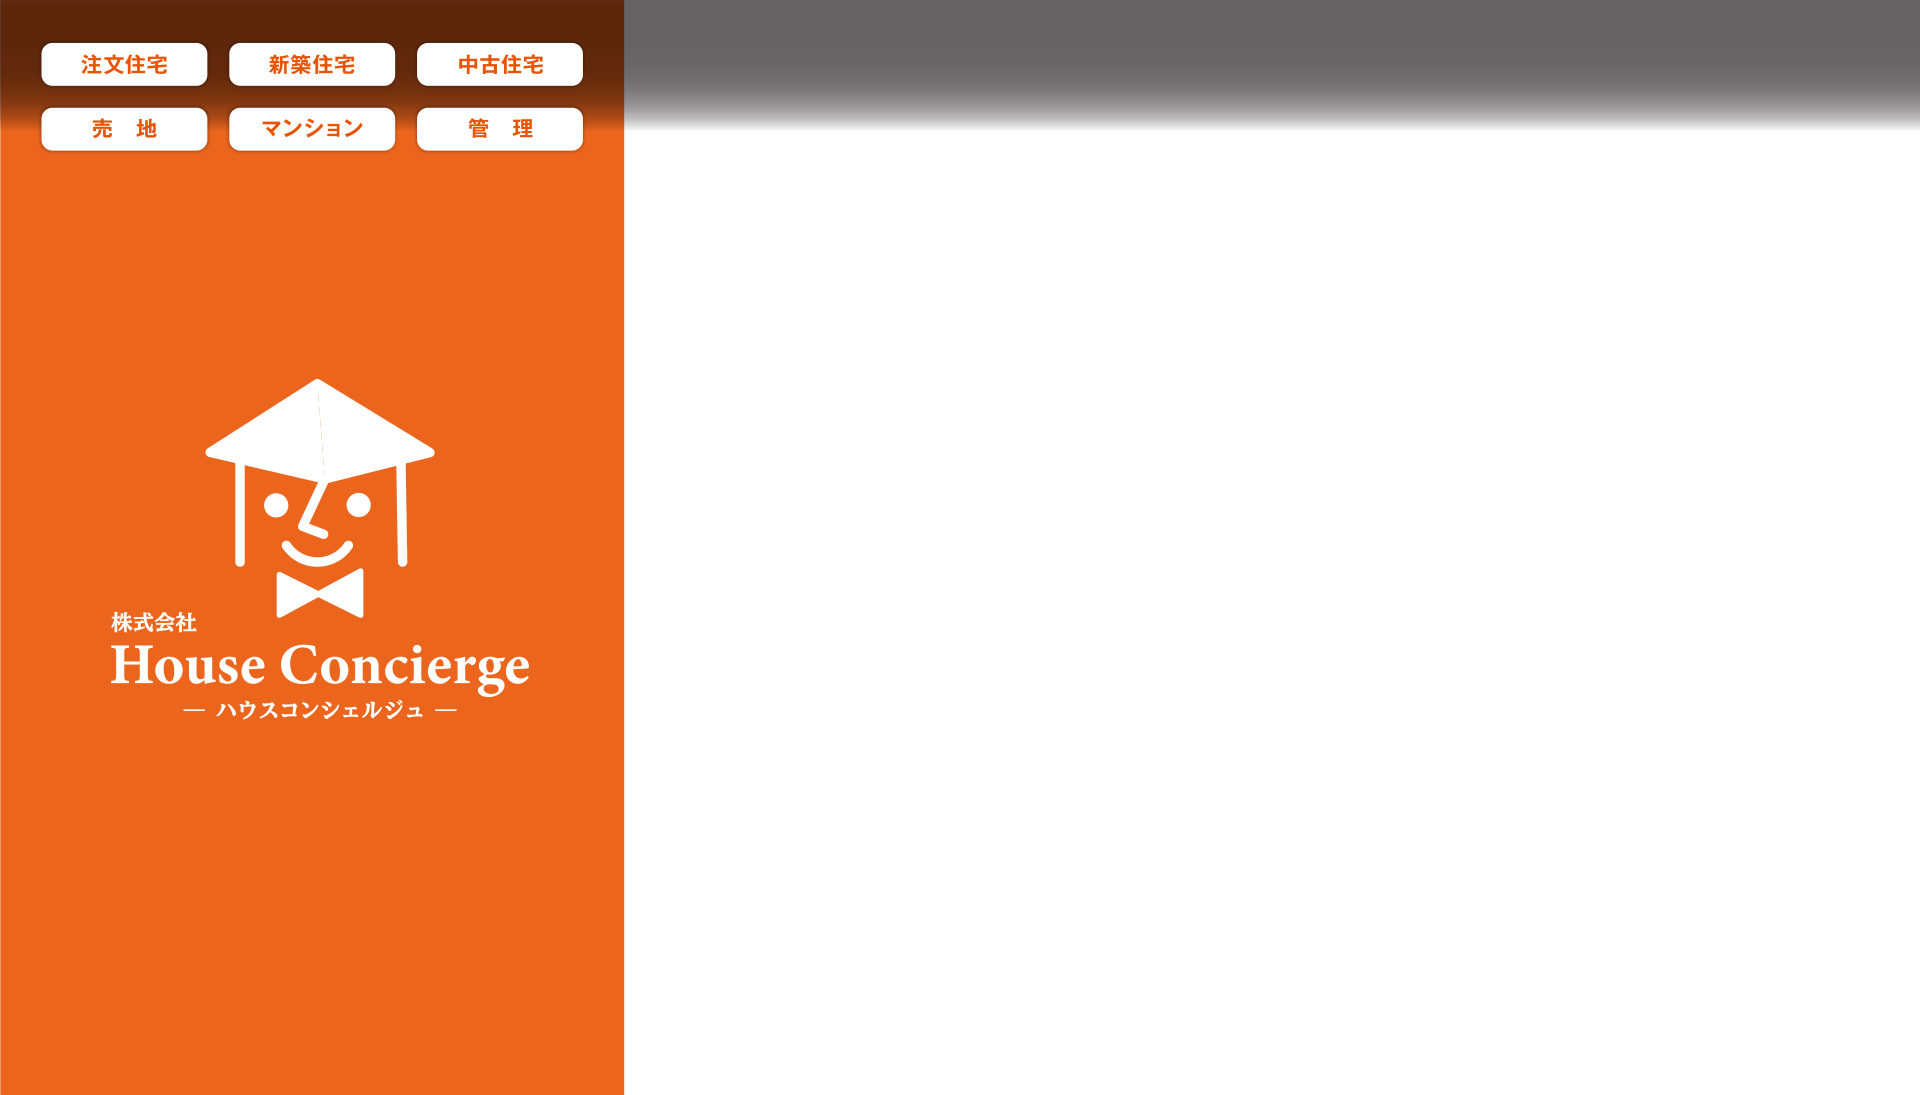 注文住宅 新築住宅 中古住宅
売 地 マンション 管 理
株式会社
House Concierge
― ハウスコンシェルジュ ―